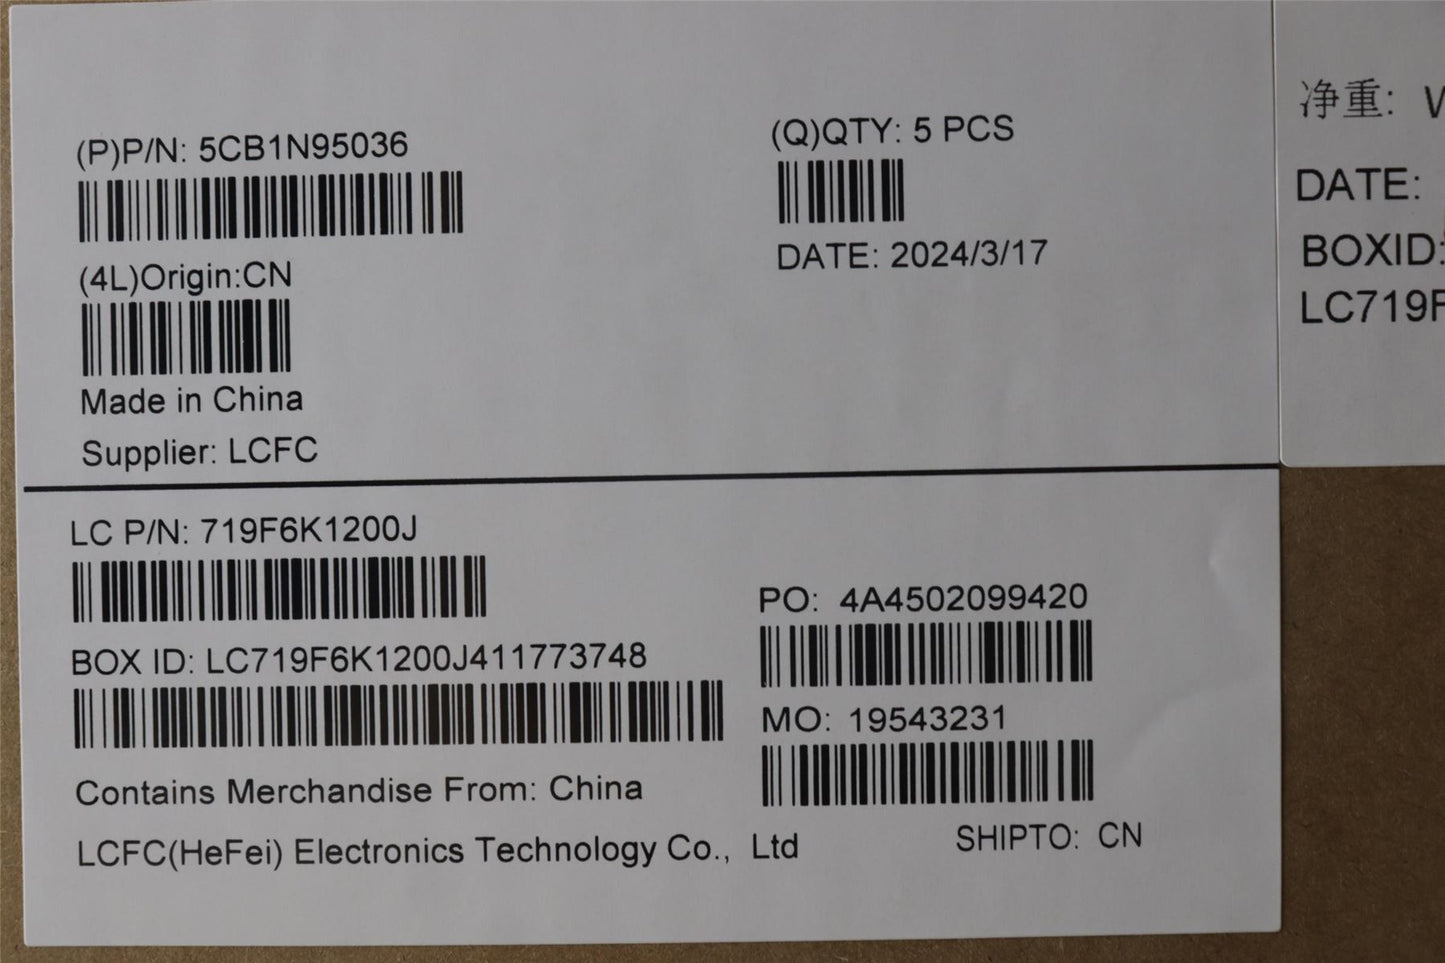 (P)P/N: 5CB1N95036
(Q)QTY: 5 PCS
DATE: 2024/3/17
(4L)Origin:CN
Made in China
Supplier: LCFC
LC P/N: 719F6K1200J
BOX ID: LC719F6K1200J411773748
Contains Merchandise From: China
LCFC(HeFei) Electronics Technology Co., Ltd
PO: 4A4502099420
MO: 19543231
SHIPTO: CN
净重:
DATE:
BOXID:
LC719F